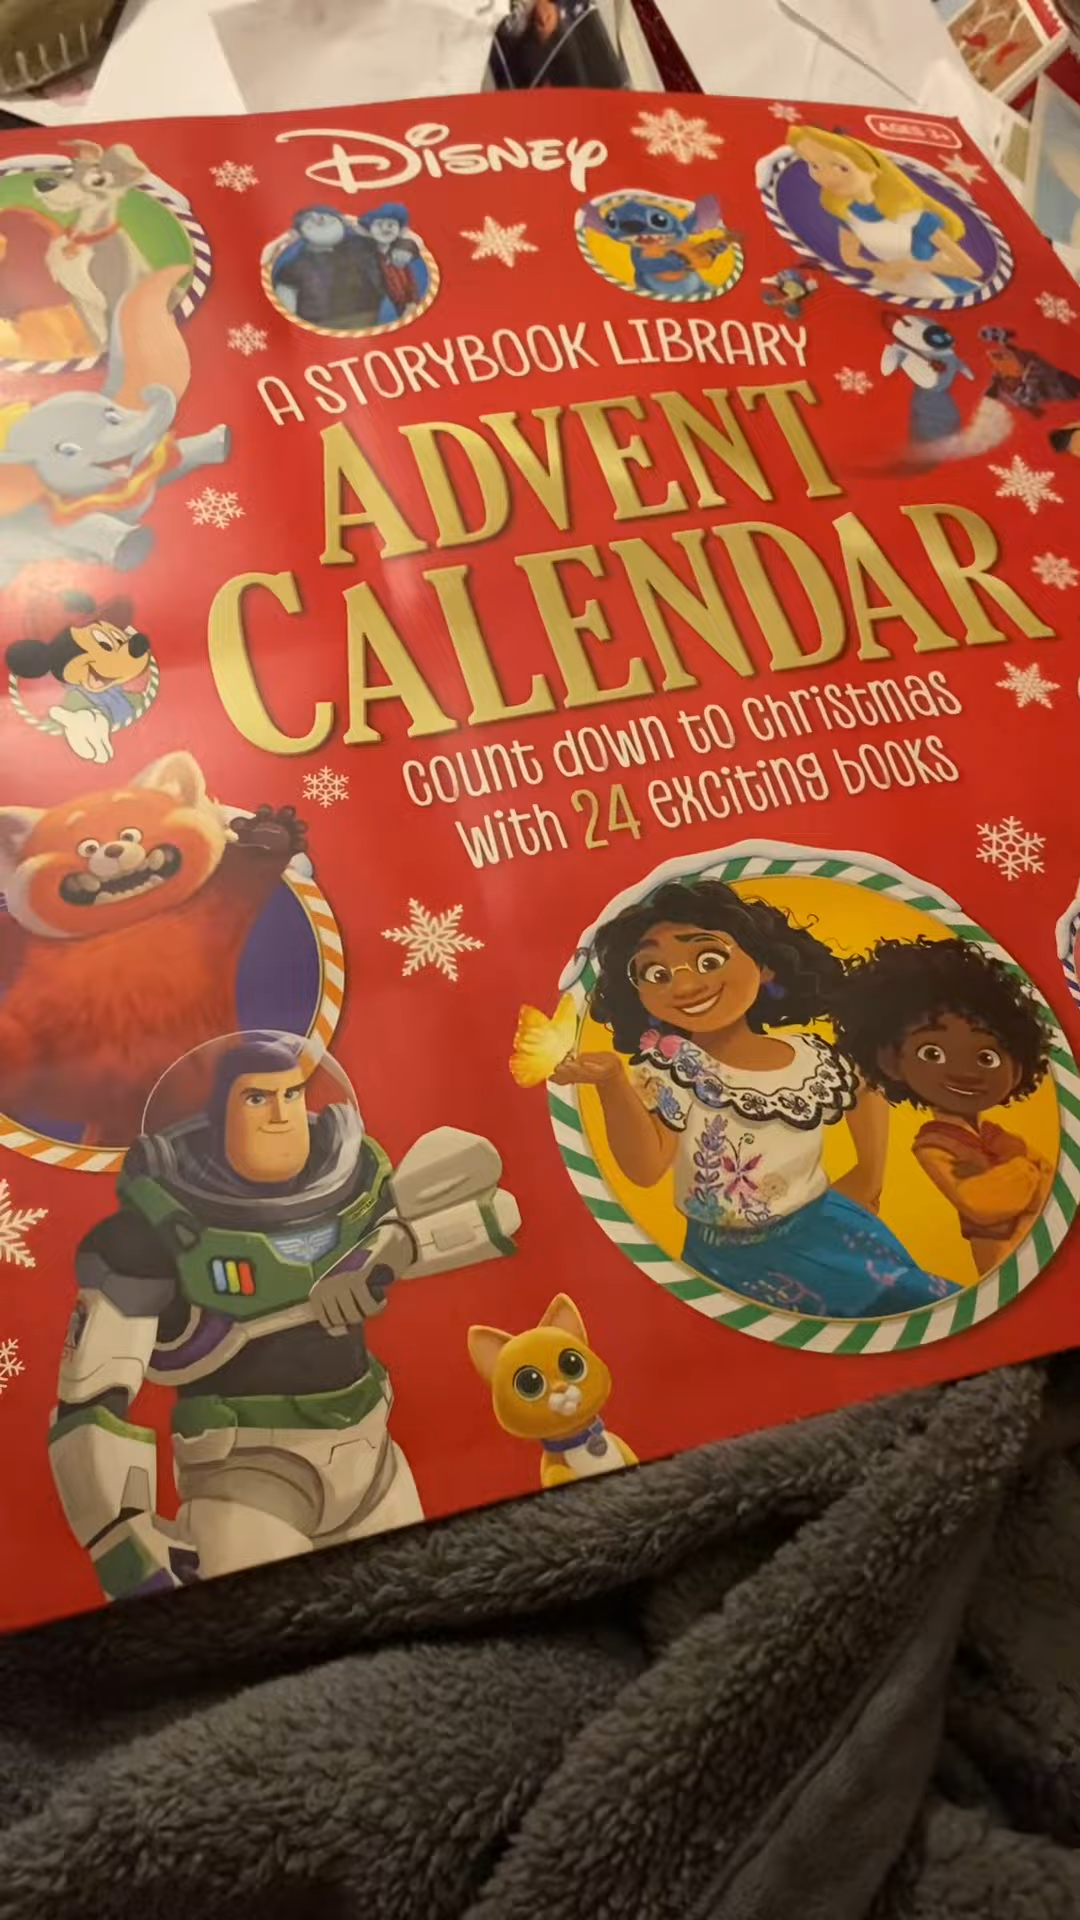 DISNEY
AGES 3+
A STORYBOOK LIBRARY
ADVENT
CALENDAR
count down to christmas
with 24 exciting books